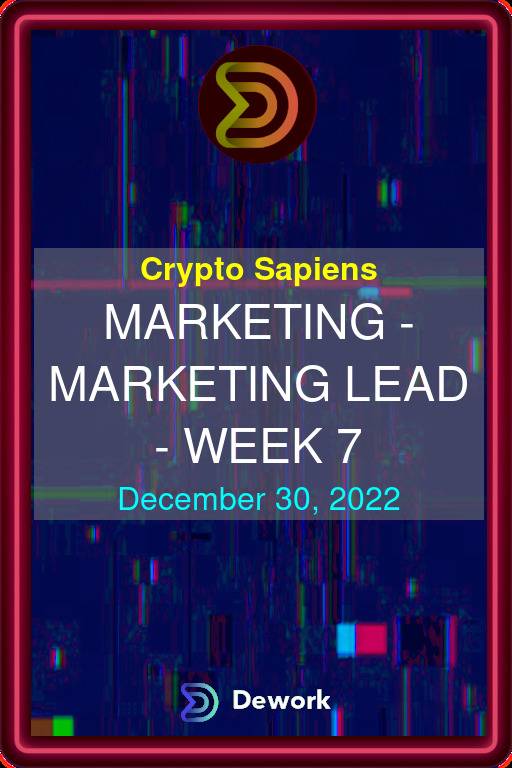 Crypto Sapiens
MARKETING -
MARKETING LEAD
- WEEK 7
December 30, 2022
Dework